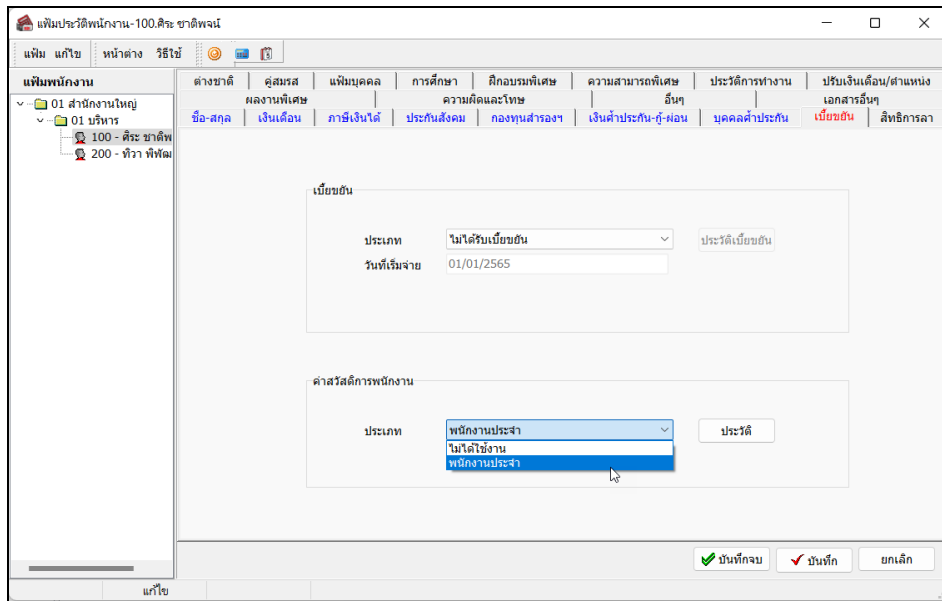 แฟ้มประวัติพนักงาน-100.ศิระ ชาติพจน์
แฟ้ม แก้ไข หน้าต่าง วิธีใช้
แฟ้มพนักงาน
01 สำนักงานใหญ่
01 บริหาร
100 - ศิระ ชาติพ
200 - ทิวา พิพัฒ
ต่างชาติ คู่สมรส แฟ้มบุคคล การศึกษา ฝึกอบรมพิเศษ ความสามารถพิเศษ ประวัติการทำงาน ปรับเงินเดือน/ตำแหน่ง
ผลงานพิเศษ ความผิดและโทษ อื่นๆ เอกสารอื่นๆ
ชื่อ-สกุล เงินเดือน ภาษีเงินได้ ประกันสังคม กองทุนสำรองฯ เงินค้ำประกัน-กู้-ผ่อน บุคคลค้ำประกัน เบี้ยขยัน สิทธิการลา
เบี้ยขยัน
ประเภท ไม่ได้รับเบี้ยขยัน ประวัติเบี้ยขยัน
วันที่เริ่มจ่าย 01/01/2565
ค่าสวัสดิการพนักงาน
ประเภท พนักงานประจำ ประวัติ
ไม่ได้ใช้งาน
พนักงานประจำ
บันทึกจบ บันทึก ยกเลิก
แก้ไข